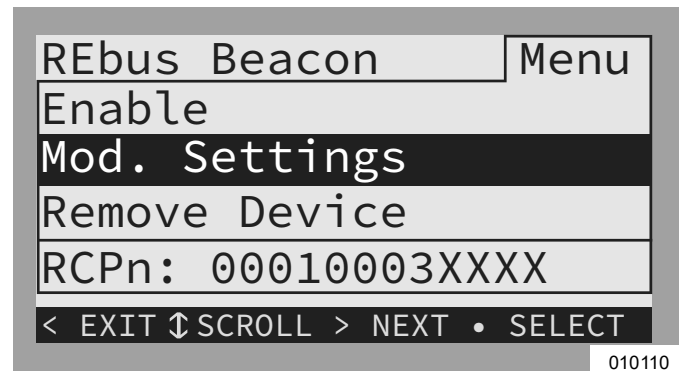 REbus Beacon Menu
Enable
Mod. Settings
Remove Device
RCPn: 00010003XXXX
< EXIT ↕ SCROLL > NEXT • SELECT
010110